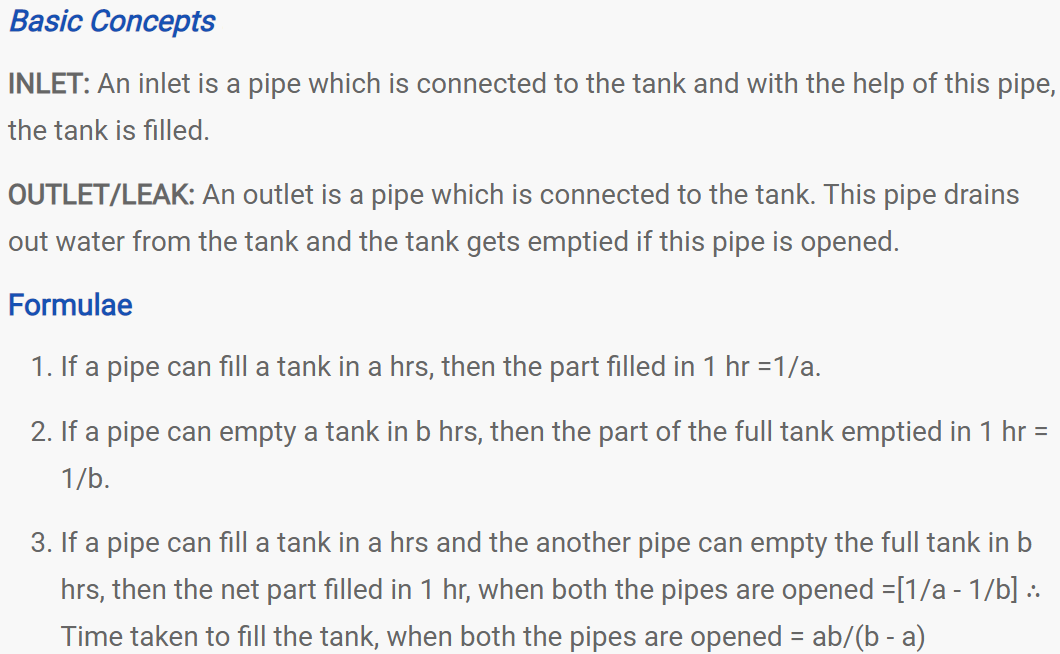 Basic Concepts
INLET: An inlet is a pipe which is connected to the tank and with the help of this pipe,
the tank is filled.
OUTLET/LEAK: An outlet is a pipe which is connected to the tank. This pipe drains
out water from the tank and the tank gets emptied if this pipe is opened.
Formulae
1. If a pipe can fill a tank in a hrs, then the part filled in 1 hr =1/a.
2. If a pipe can empty a tank in b hrs, then the part of the full tank emptied in 1 hr =
1/b.
3. If a pipe can fill a tank in a hrs and the another pipe can empty the full tank in b
hrs, then the net part filled in 1 hr, when both the pipes are opened =[1/a - 1/b] ∴
Time taken to fill the tank, when both the pipes are opened = ab/(b - a)